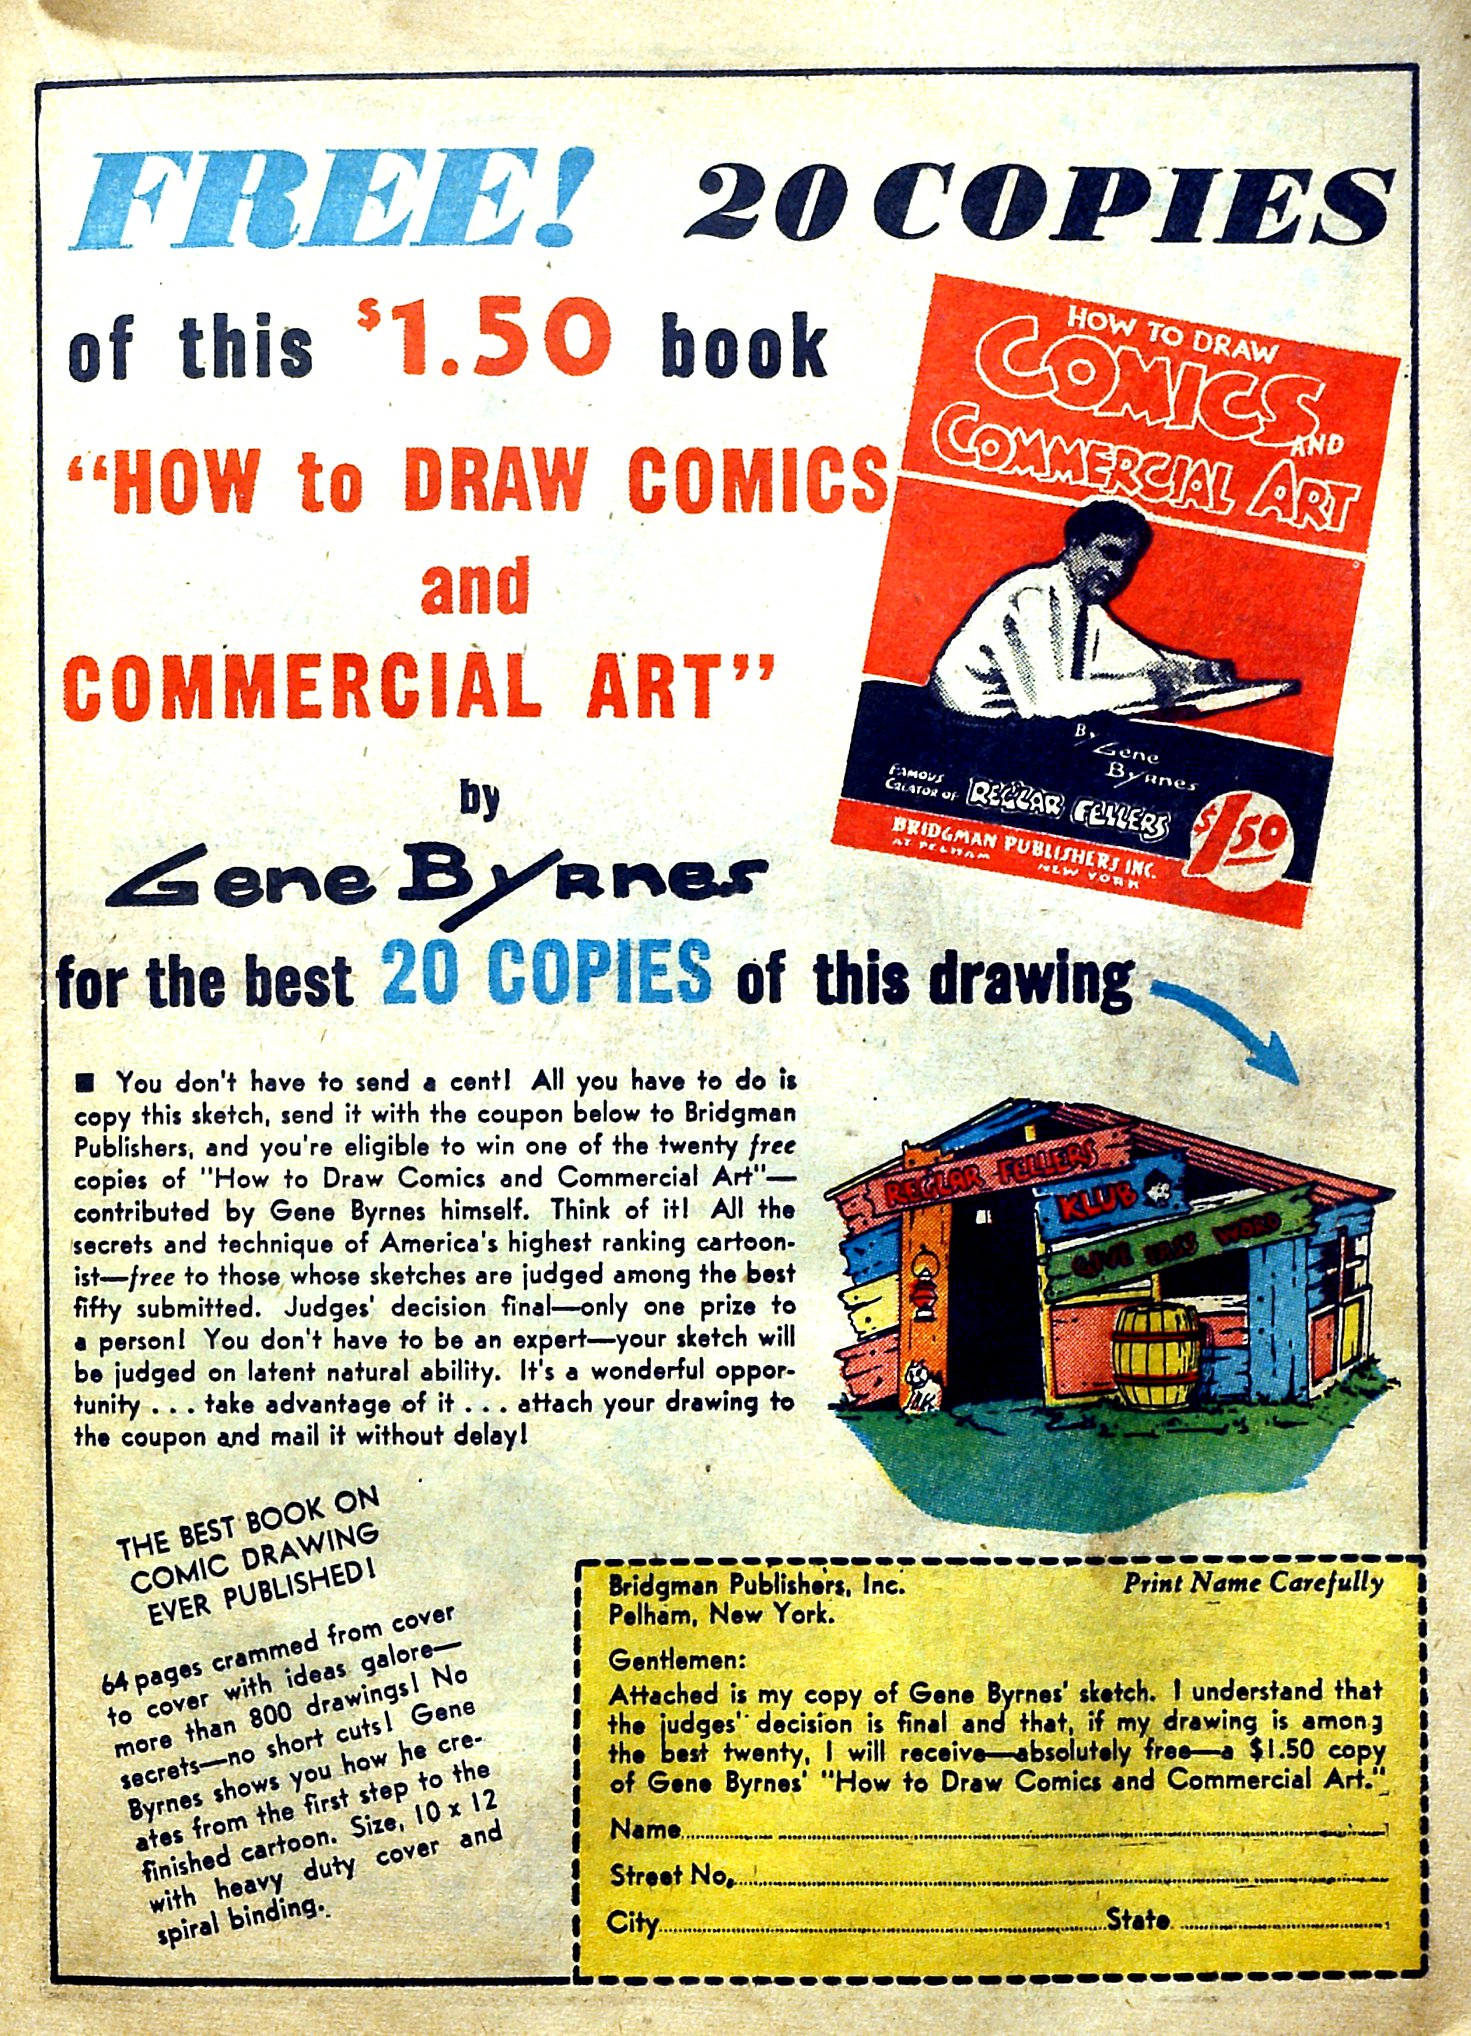 FREE! 20 COPIES
of this $1.50 book
"HOW to DRAW COMICS
and
COMMERCIAL ART"
by
Gene Byrnes
for the best 20 COPIES of this drawing
HOW TO DRAW
COMICS
AND
COMMERCIAL ART
By Gene
Byrnes
FAMOUS
CREATOR OF REG'LAR FELLERS
$1.50
BRIDGMAN PUBLISHERS INC.
AT PELHAM NEW YORK
■ You don't have to send a cent! All you have to do is
copy this sketch, send it with the coupon below to Bridgman
Publishers, and you're eligible to win one of the twenty free
copies of "How to Draw Comics and Commercial Art"—
contributed by Gene Byrnes himself. Think of it! All the
secrets and technique of America's highest ranking cartoon-
ist—free to those whose sketches are judged among the best
fifty submitted. Judges' decision final—only one prize to
a person! You don't have to be an expert—your sketch will
be judged on latent natural ability. It's a wonderful oppor-
tunity . . . take advantage of it . . . attach your drawing to
the coupon and mail it without delay!
REGLAR FELLERS
KLUB
GIVE PASS WORD
THE BEST BOOK ON
COMIC DRAWING
EVER PUBLISHED!
64 pages crammed from cover
to cover with ideas galore—
more than 800 drawings! No
secrets—no short cuts! Gene
Byrnes shows you how he cre-
ates from the first step to the
finished cartoon. Size, 10 x 12
with heavy duty cover and
spiral binding.
Bridgman Publishers, Inc. Print Name Carefully
Pelham, New York.
Gentlemen:
Attached is my copy of Gene Byrnes' sketch. I understand that
the judges' decision is final and that, if my drawing is among
the best twenty, I will receive—absolutely free—a $1.50 copy
of Gene Byrnes' "How to Draw Comics and Commercial Art."
Name
Street No.
City State